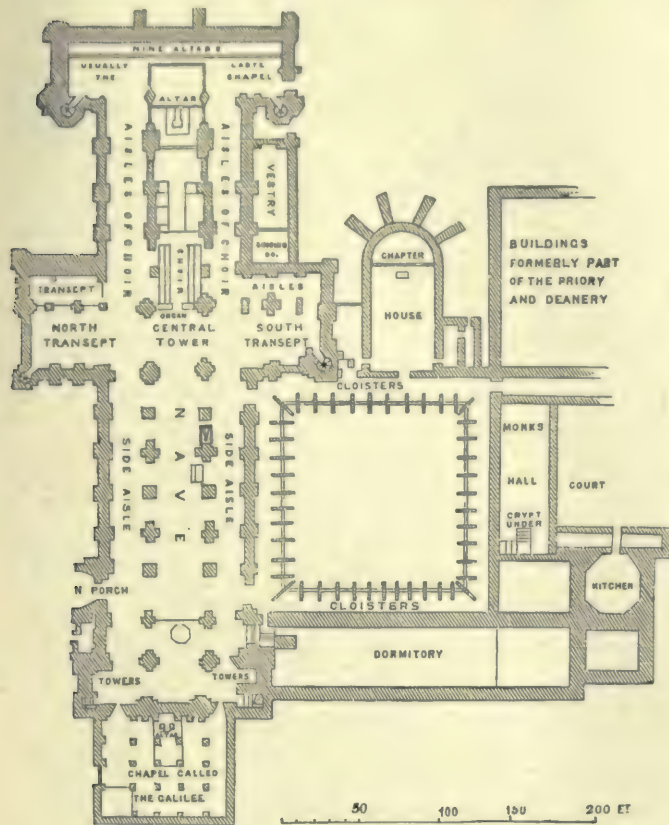 NINE ALTARS
USUALLY THE
LADYE CHAPEL
ALTAR
AISLES OF CHOIR
AISLES OF CHOIR
VESTRY
CHOIR
TRANSEPT
AISLES
ORGAN
NORTH TRANSEPT
CENTRAL TOWER
SOUTH TRANSEPT
CHAPTER
HOUSE
BUILDINGS
FORMERLY PART
OF THE PRIORY
AND DEANERY
CLOISTERS
NAVE
SIDE AISLE
SIDE AISLE
MONKS
HALL
CRYPT
UNDER
COURT
KITCHEN
N PORCH
CLOISTERS
DORMITORY
TOWERS
TOWERS
ALTAR
CHAPEL CALLED
THE GALILEE
50 100 150 200 FT.